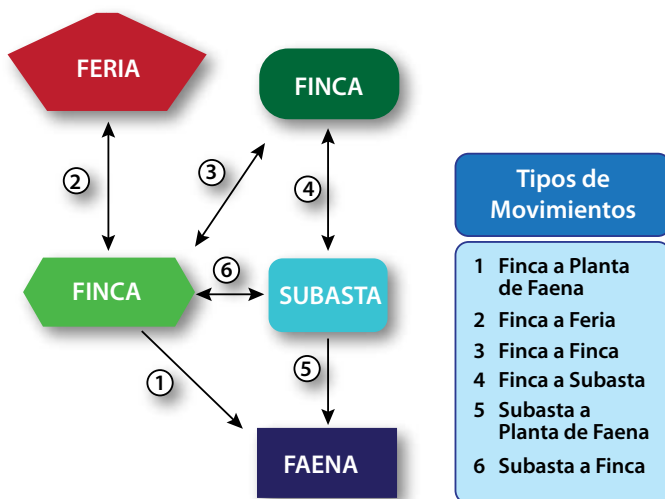 FERIA
FINCA
2
3
4
6
FINCA
SUBASTA
1
5
FAENA
Tipos de
Movimientos
1 Finca a Planta
de Faena
2 Finca a Feria
3 Finca a Finca
4 Finca a Subasta
5 Subasta a
Planta de Faena
6 Subasta a Finca